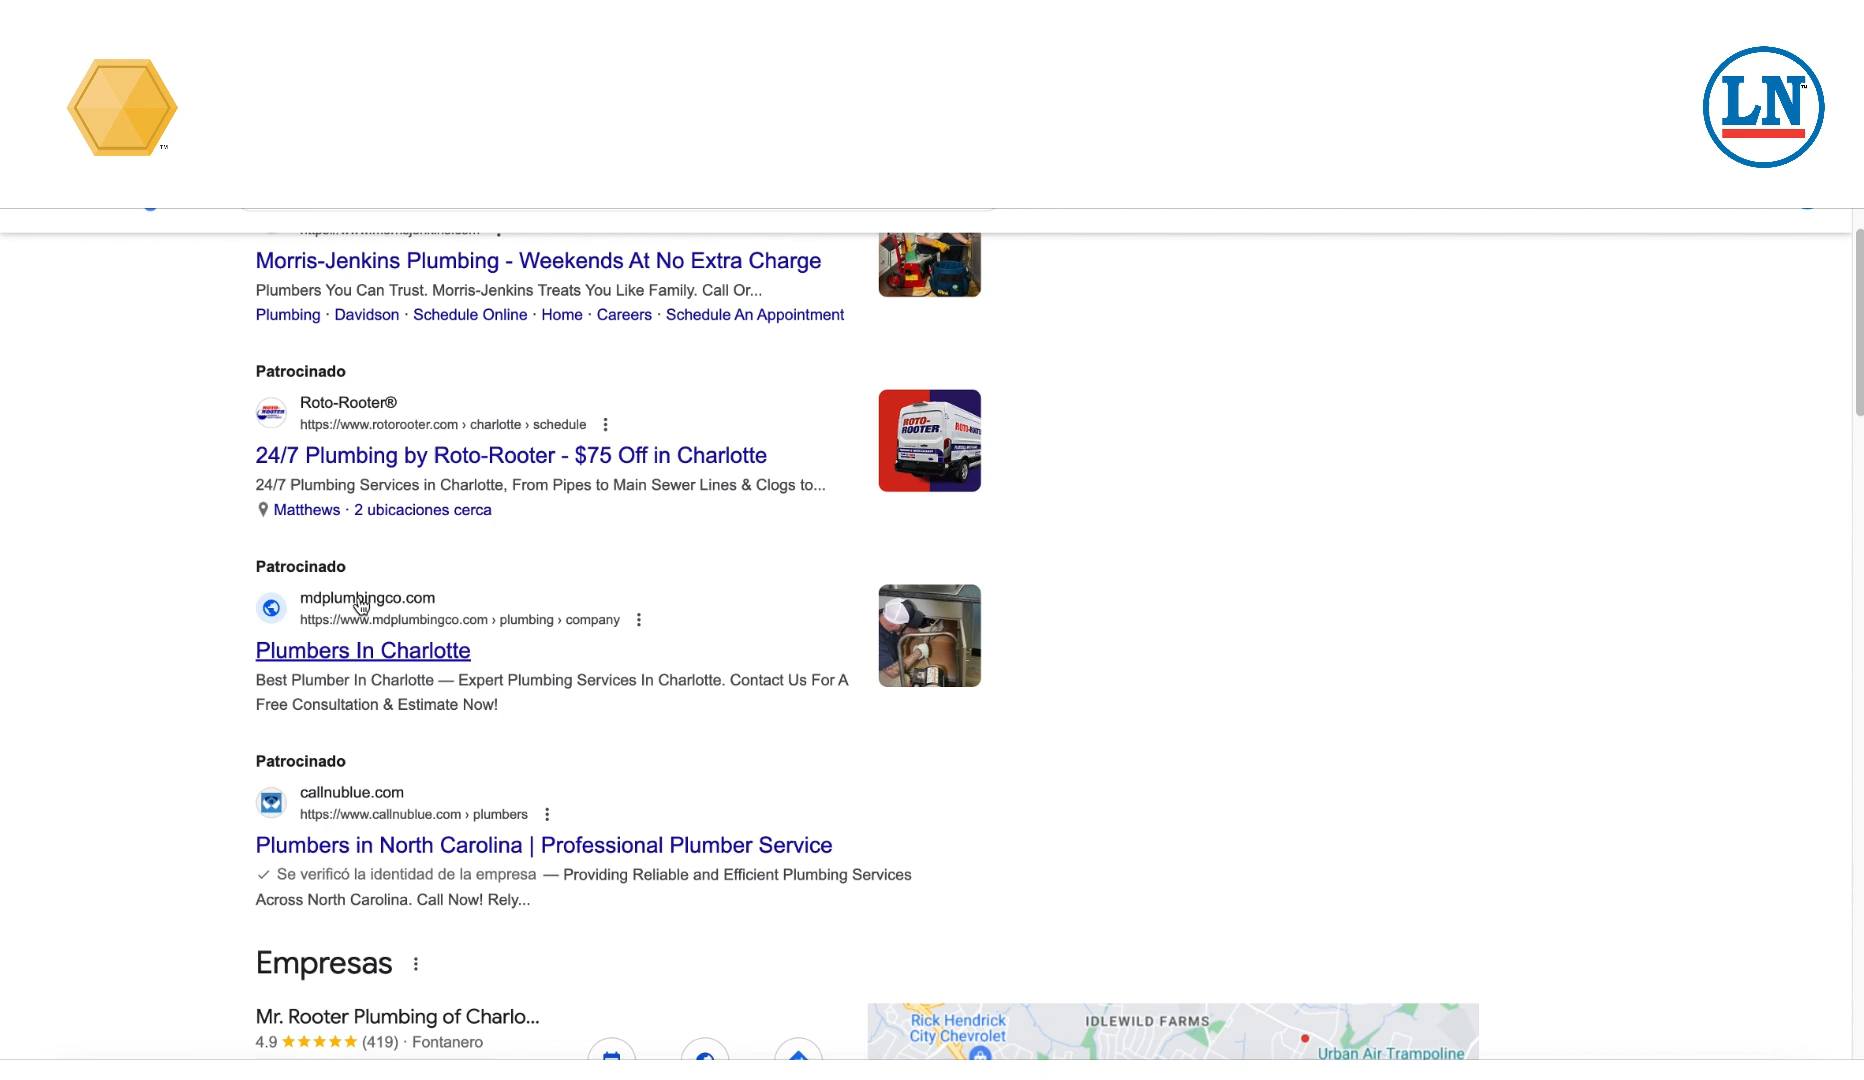 TM
LN
TM
Morris-Jenkins Plumbing - Weekends At No Extra Charge
Plumbers You Can Trust. Morris-Jenkins Treats You Like Family. Call Or...
Plumbing · Davidson · Schedule Online · Home · Careers · Schedule An Appointment
Patrocinado
Roto-Rooter®
https://www.rotorooter.com › charlotte › schedule
24/7 Plumbing by Roto-Rooter - $75 Off in Charlotte
24/7 Plumbing Services in Charlotte, From Pipes to Main Sewer Lines & Clogs to...
Matthews · 2 ubicaciones cerca
ROTO-
ROOTER
Patrocinado
mdplumbingco.com
https://www.mdplumbingco.com › plumbing › company
Plumbers In Charlotte
Best Plumber In Charlotte — Expert Plumbing Services In Charlotte. Contact Us For A
Free Consultation & Estimate Now!
Patrocinado
callnublue.com
https://www.callnublue.com › plumbers
Plumbers in North Carolina | Professional Plumber Service
Se verificó la identidad de la empresa — Providing Reliable and Efficient Plumbing Services
Across North Carolina. Call Now! Rely...
Empresas
Mr. Rooter Plumbing of Charlo...
4.9 ★★★★★ (419) · Fontanero
Rick Hendrick
City Chevrolet
IDLEWILD FARMS
Urban Air Trampoline